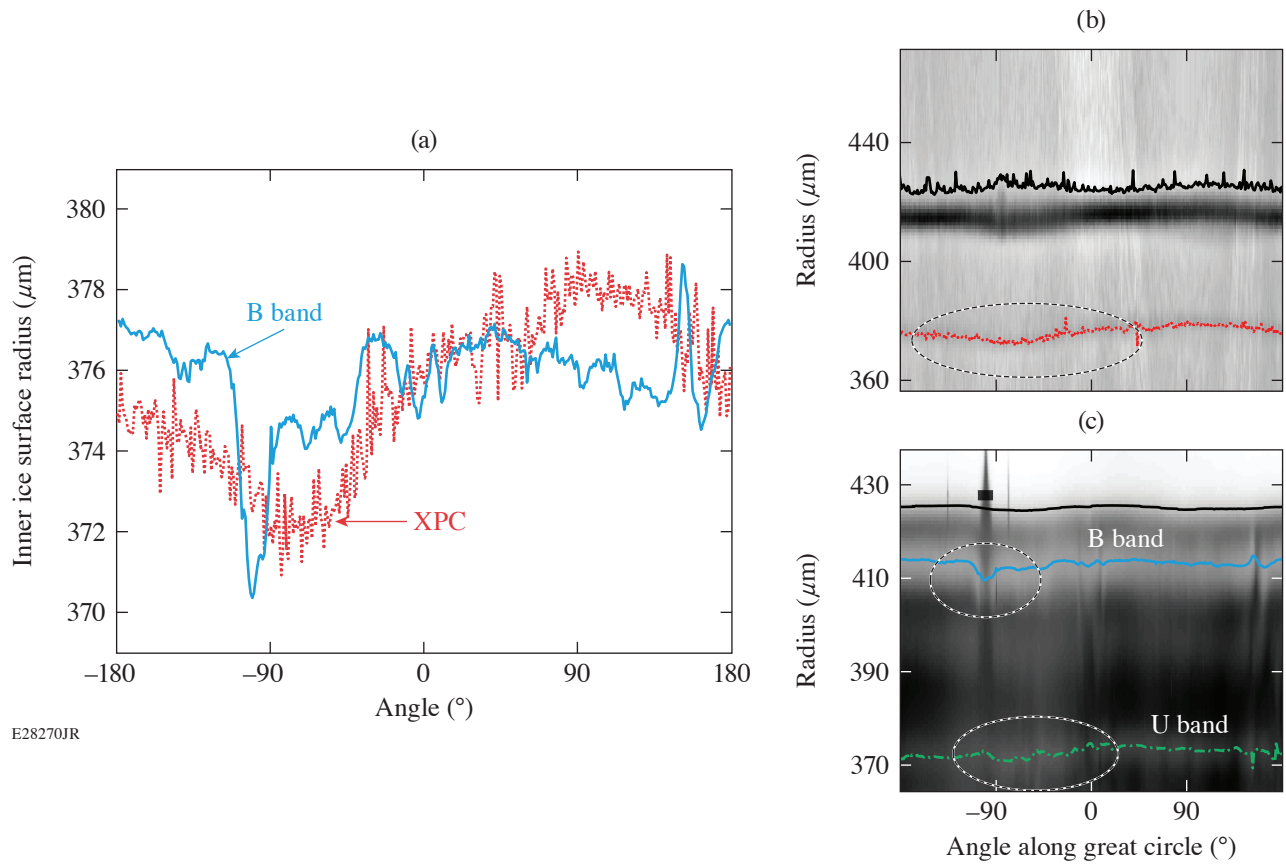 (a)
380
378
376
374
372
370
–180
–90
0
90
180
Inner ice surface radius (μm)
Angle (°)
B band
XPC
E28270JR
(b)
440
400
360
Radius (μm)
(c)
430
410
390
370
Radius (μm)
B band
U band
–90
0
90
Angle along great circle (°)